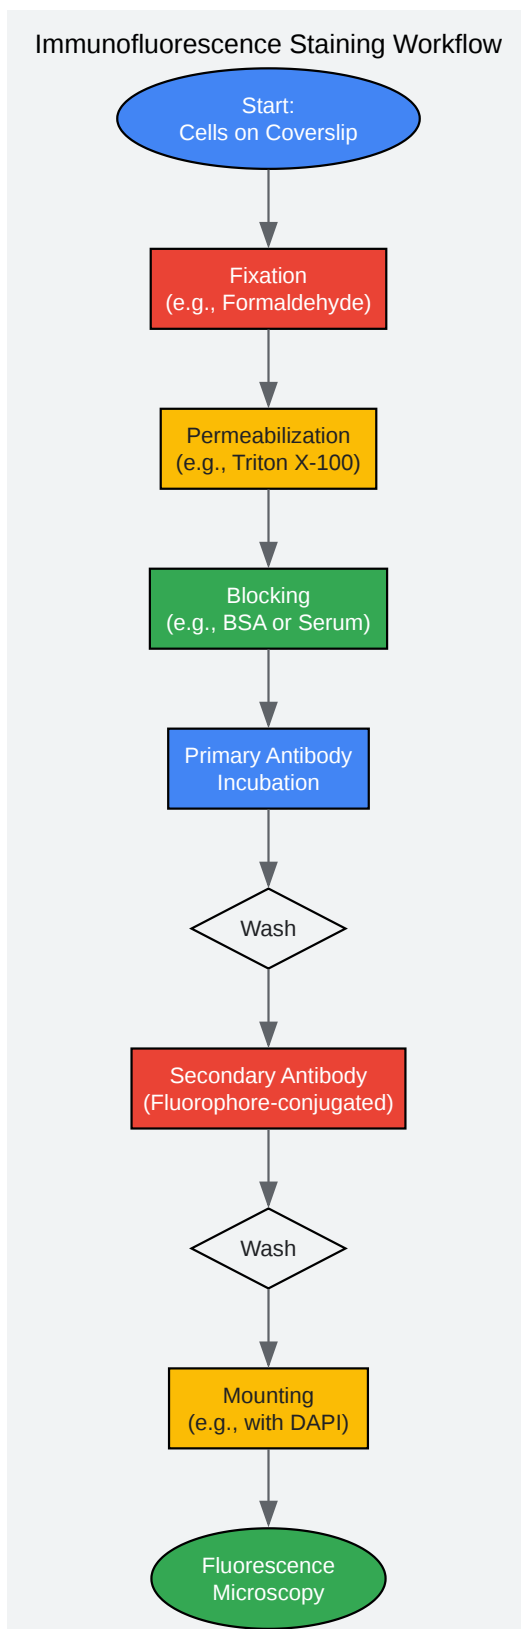 Immunofluorescence Staining Workflow
Start:
Cells on Coverslip
Fixation
(e.g., Formaldehyde)
Permeabilization
(e.g., Triton X-100)
Blocking
(e.g., BSA or Serum)
Primary Antibody
Incubation
Wash
Secondary Antibody
(Fluorophore-conjugated)
Wash
Mounting
(e.g., with DAPI)
Fluorescence
Microscopy